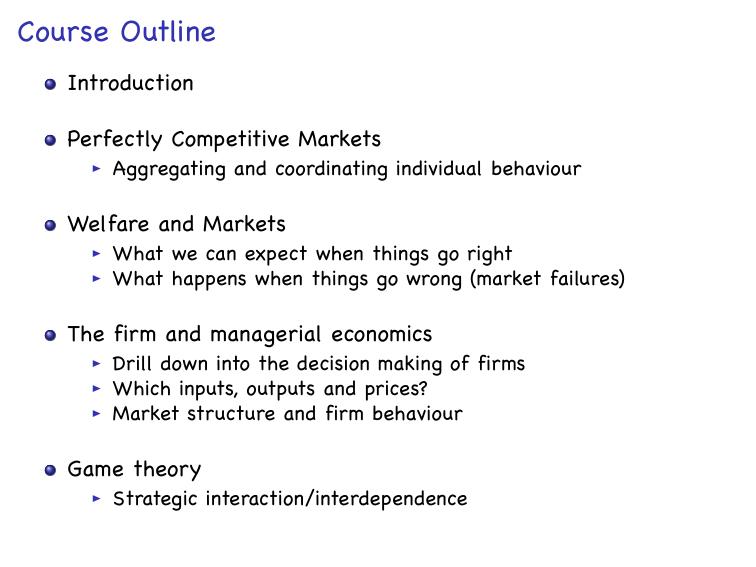 Course Outline
Introduction
Perfectly Competitive Markets
Aggregating and coordinating individual behaviour
Welfare and Markets
What we can expect when things go right
What happens when things go wrong (market failures)
The firm and managerial economics
Drill down into the decision making of firms
Which inputs, outputs and prices?
Market structure and firm behaviour
Game theory
Strategic interaction/interdependence